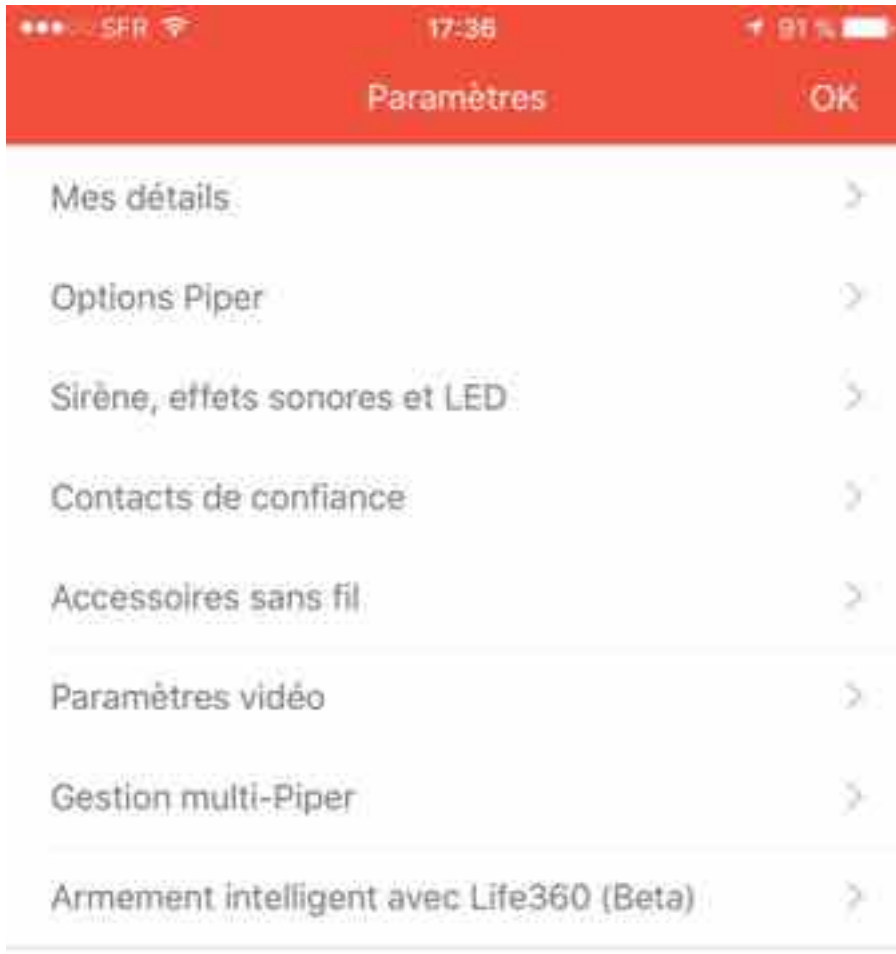 SFR 17:36 91 %
Paramètres OK
Mes détails
Options Piper
Sirène, effets sonores et LED
Contacts de confiance
Accessoires sans fil
Paramètres vidéo
Gestion multi-Piper
Armement intelligent avec Life360 (Beta)